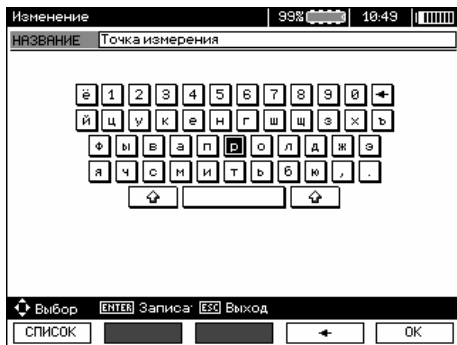 Изменение 99% 10:49
НАЗВАНИЕ Точка измерения
ё 1 2 3 4 5 6 7 8 9 0 ←
й ц у к е н г ш щ з х ъ
ф ы в а п р о л д ж э
я ч с м и т ь б ю , .
Выбор ENTER Записат ESC Выход
СПИСОК ← OK